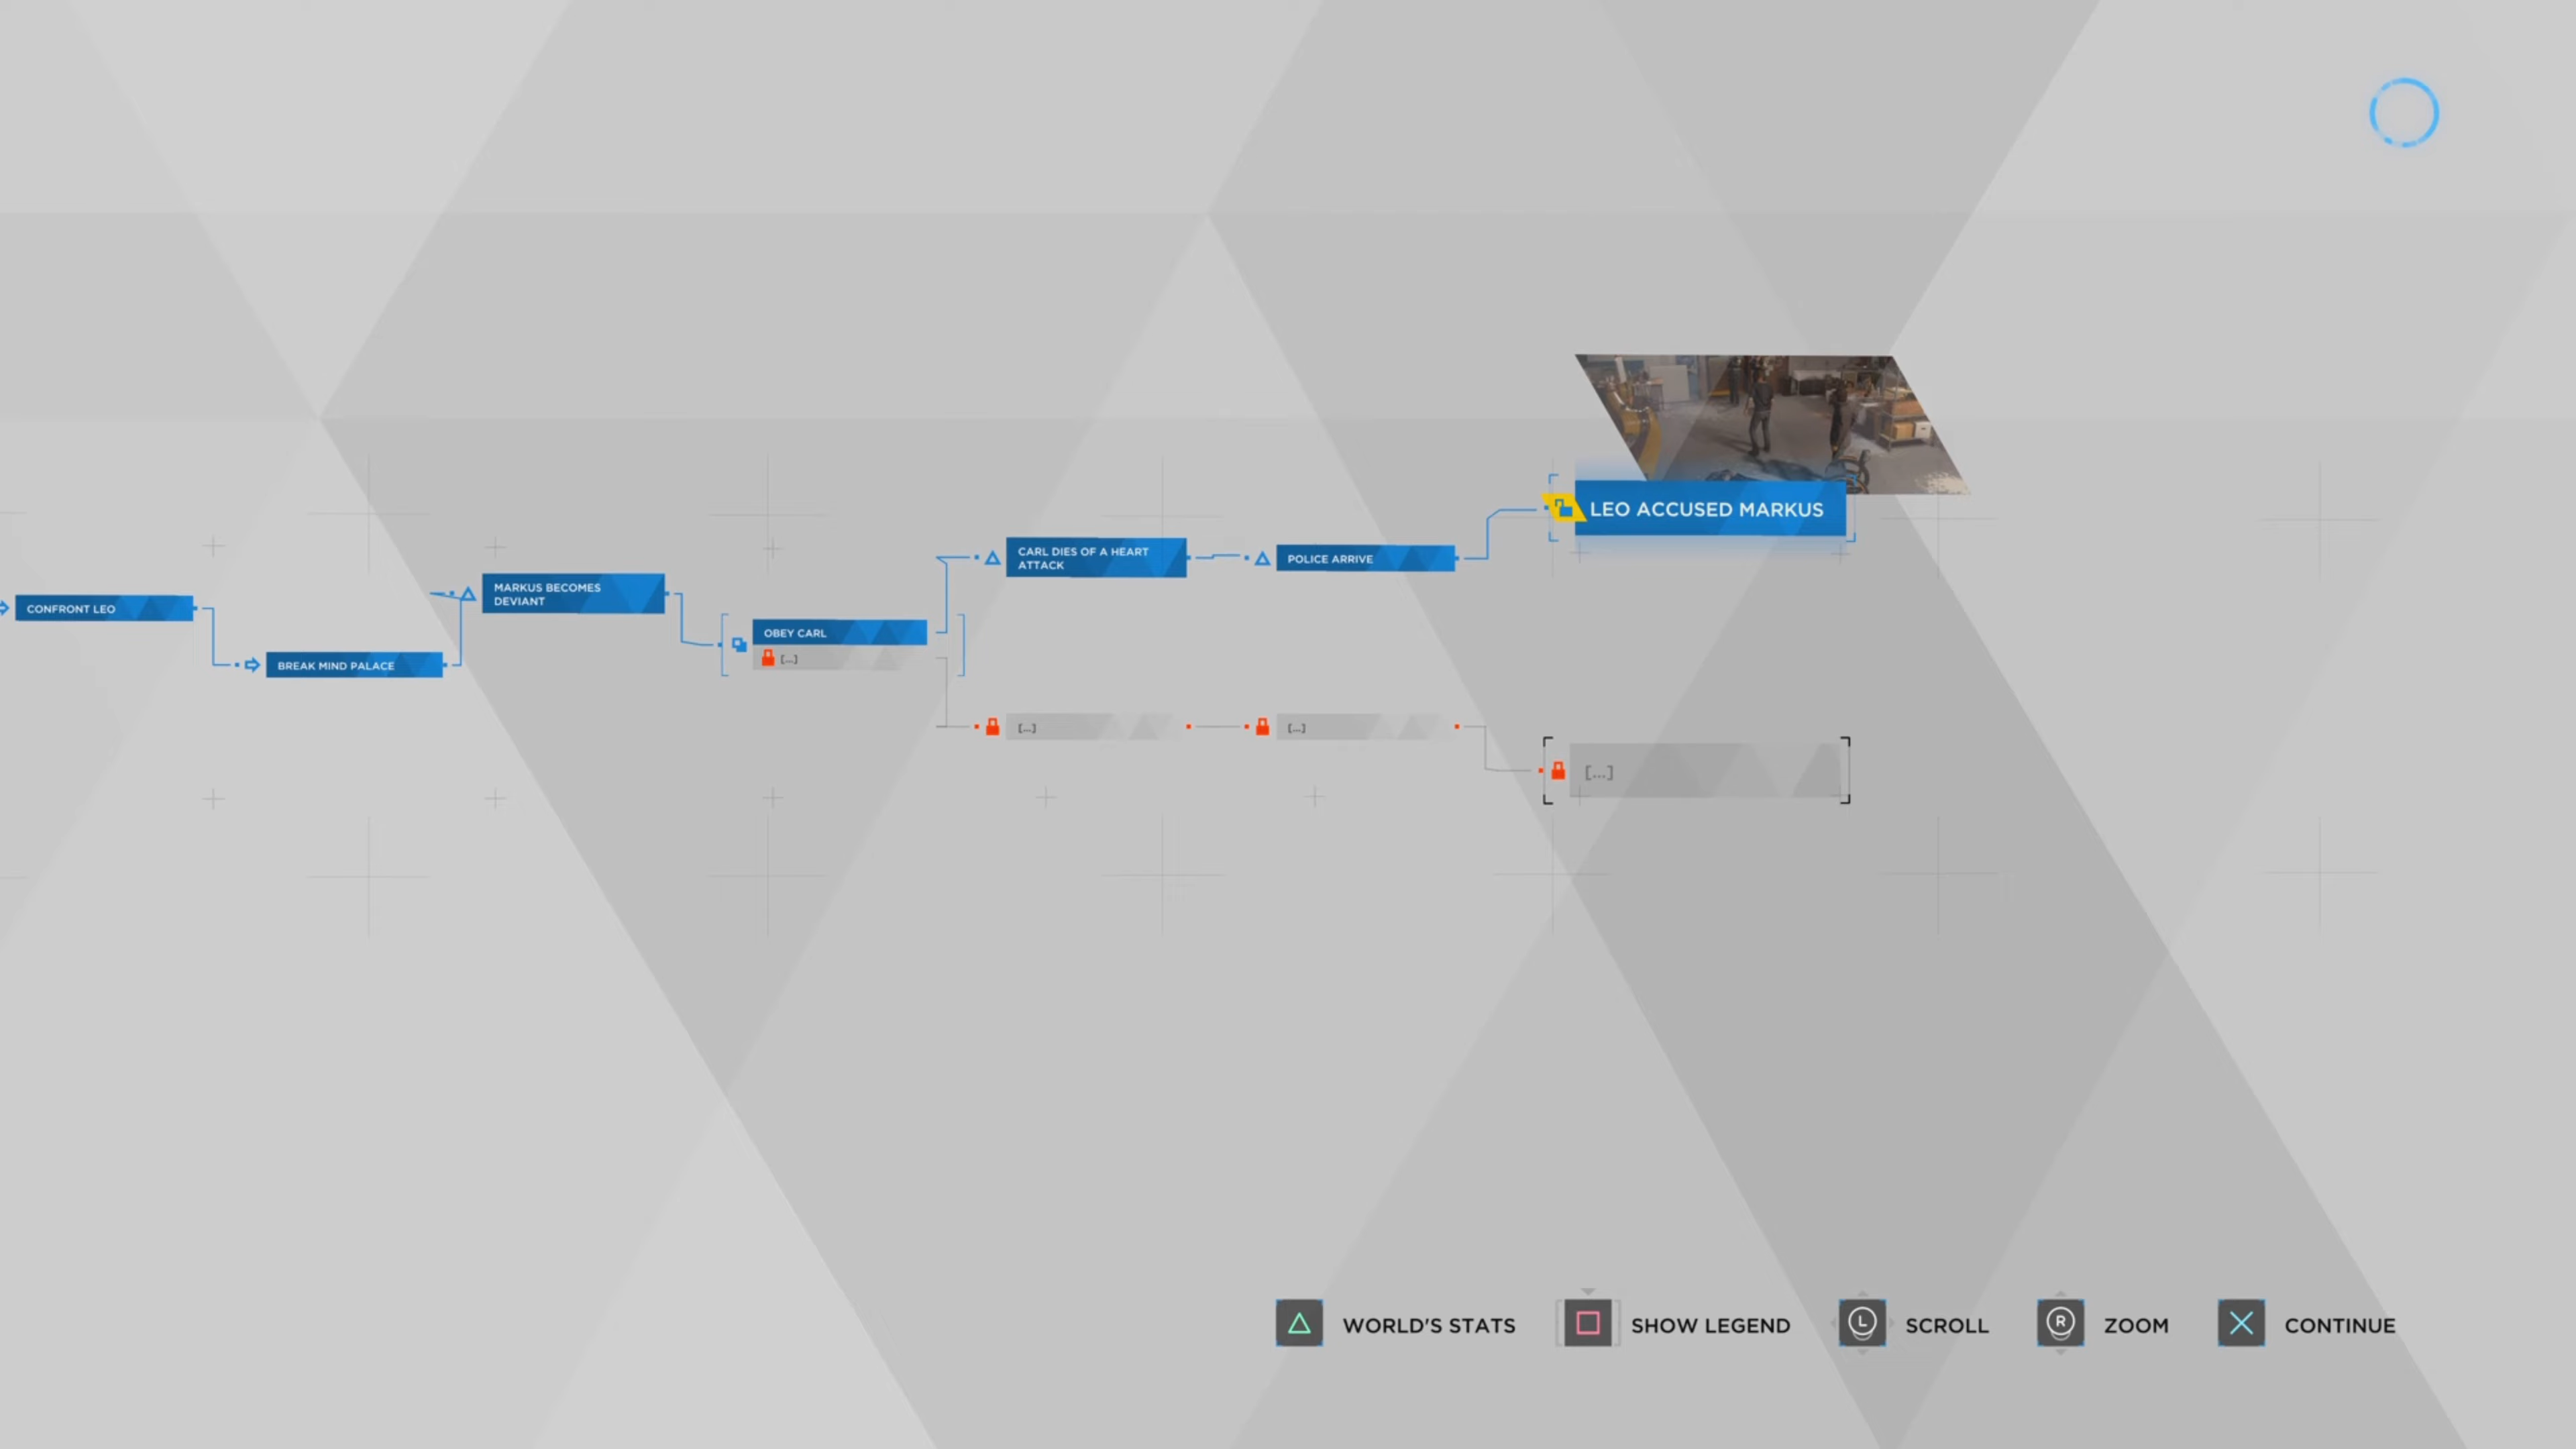 LEO ACCUSED MARKUS
CARL DIES OF A HEART
ATTACK
POLICE ARRIVE
MARKUS BECOMES
DEVIANT
CONFRONT LEO
OBEY CARL
[...]
BREAK MIND PALACE
[...]
[...]
[...]
WORLD'S STATS
SHOW LEGEND
L
SCROLL
R
ZOOM
CONTINUE